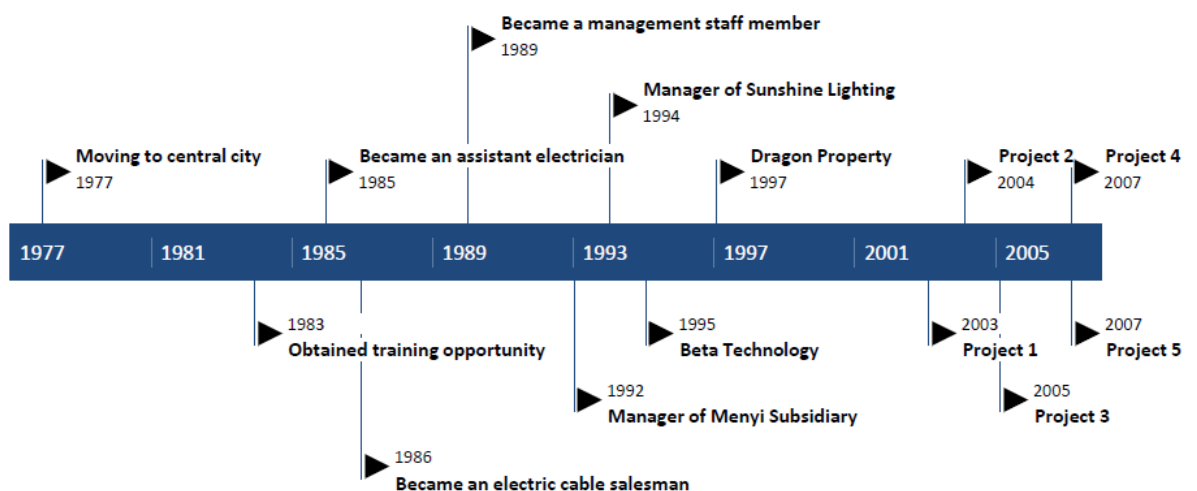 Became a management staff member
1989
Manager of Sunshine Lighting
1994
Moving to central city
1977
Became an assistant electrician
1985
Dragon Property
1997
Project 2
2004
Project 4
2007
1977
1981
1985
1989
1993
1997
2001
2005
1983
Obtained training opportunity
1995
Beta Technology
2003
Project 1
2007
Project 5
1992
Manager of Menyi Subsidiary
2005
Project 3
1986
Became an electric cable salesman